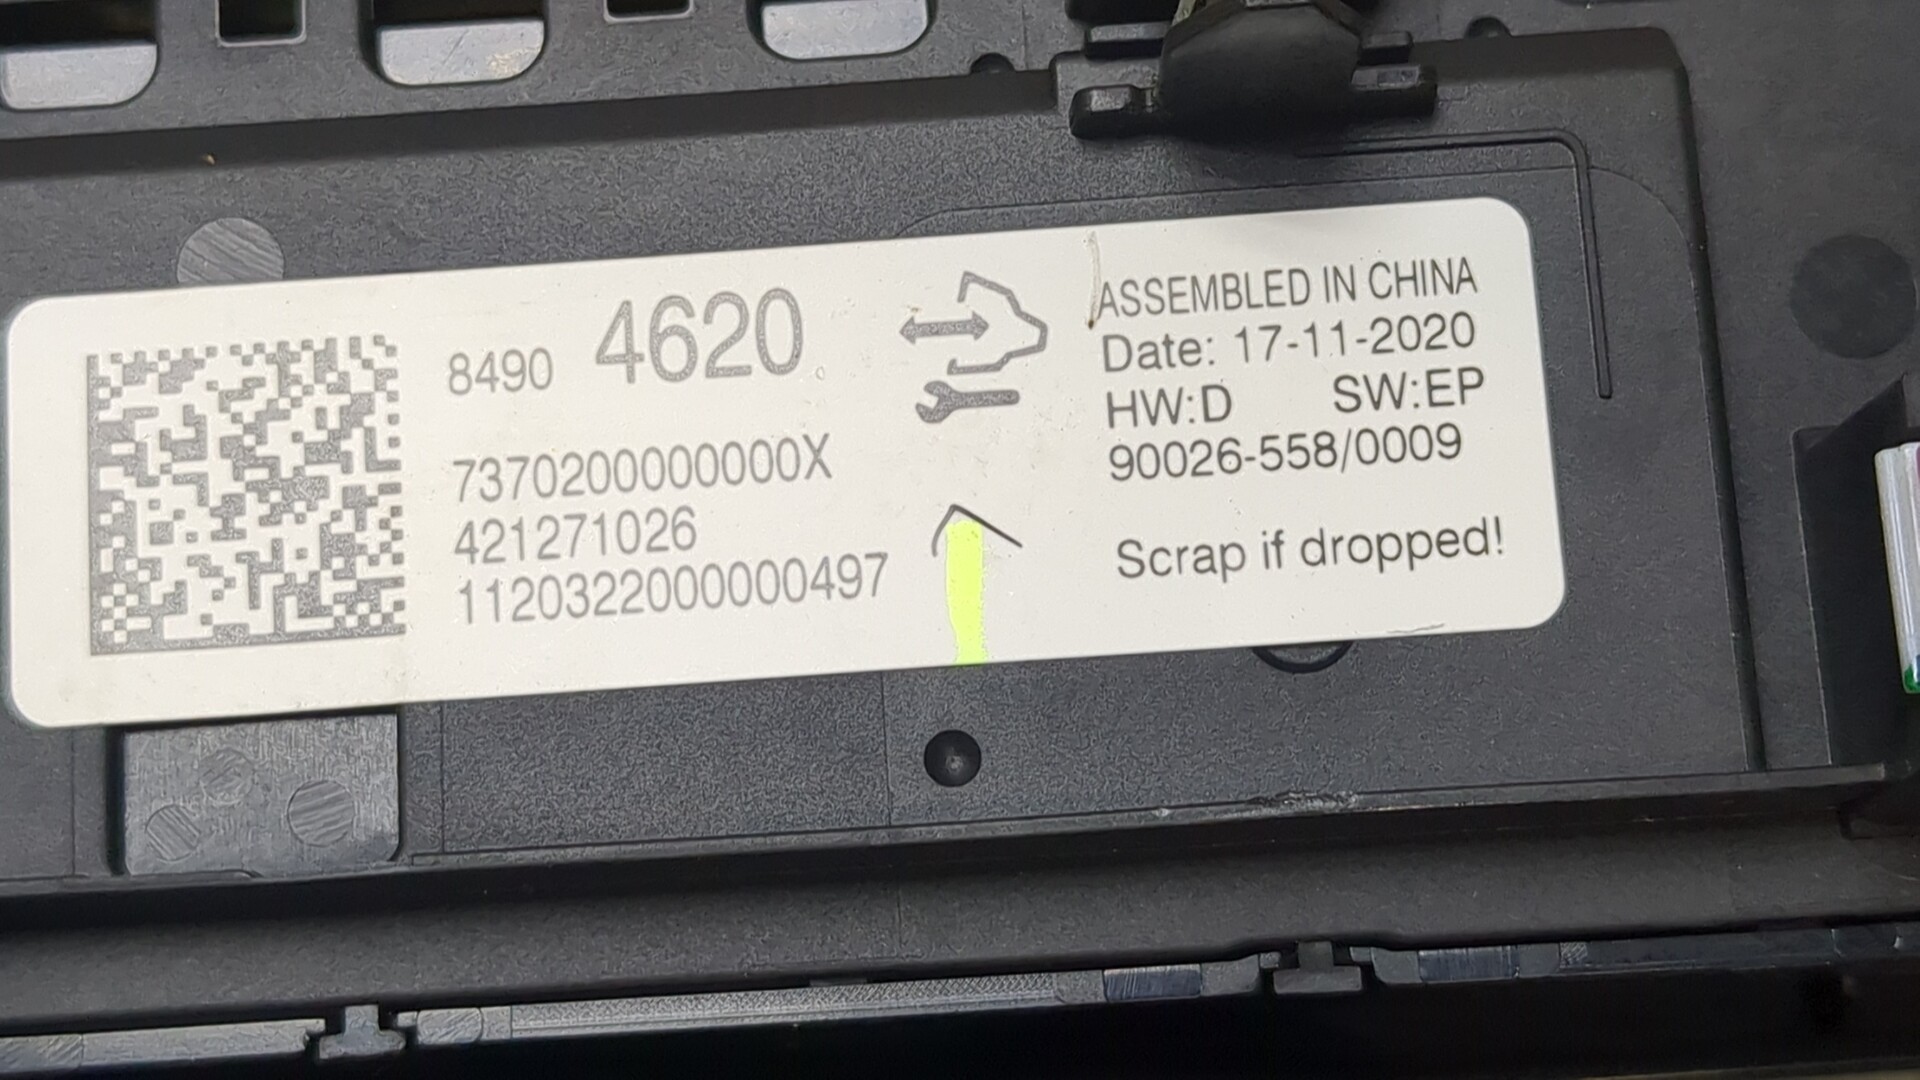 8490 4620
7370200000000X
421271026
1120322000000497
ASSEMBLED IN CHINA
Date: 17-11-2020
HW:D SW:EP
90026-558/0009
Scrap if dropped!